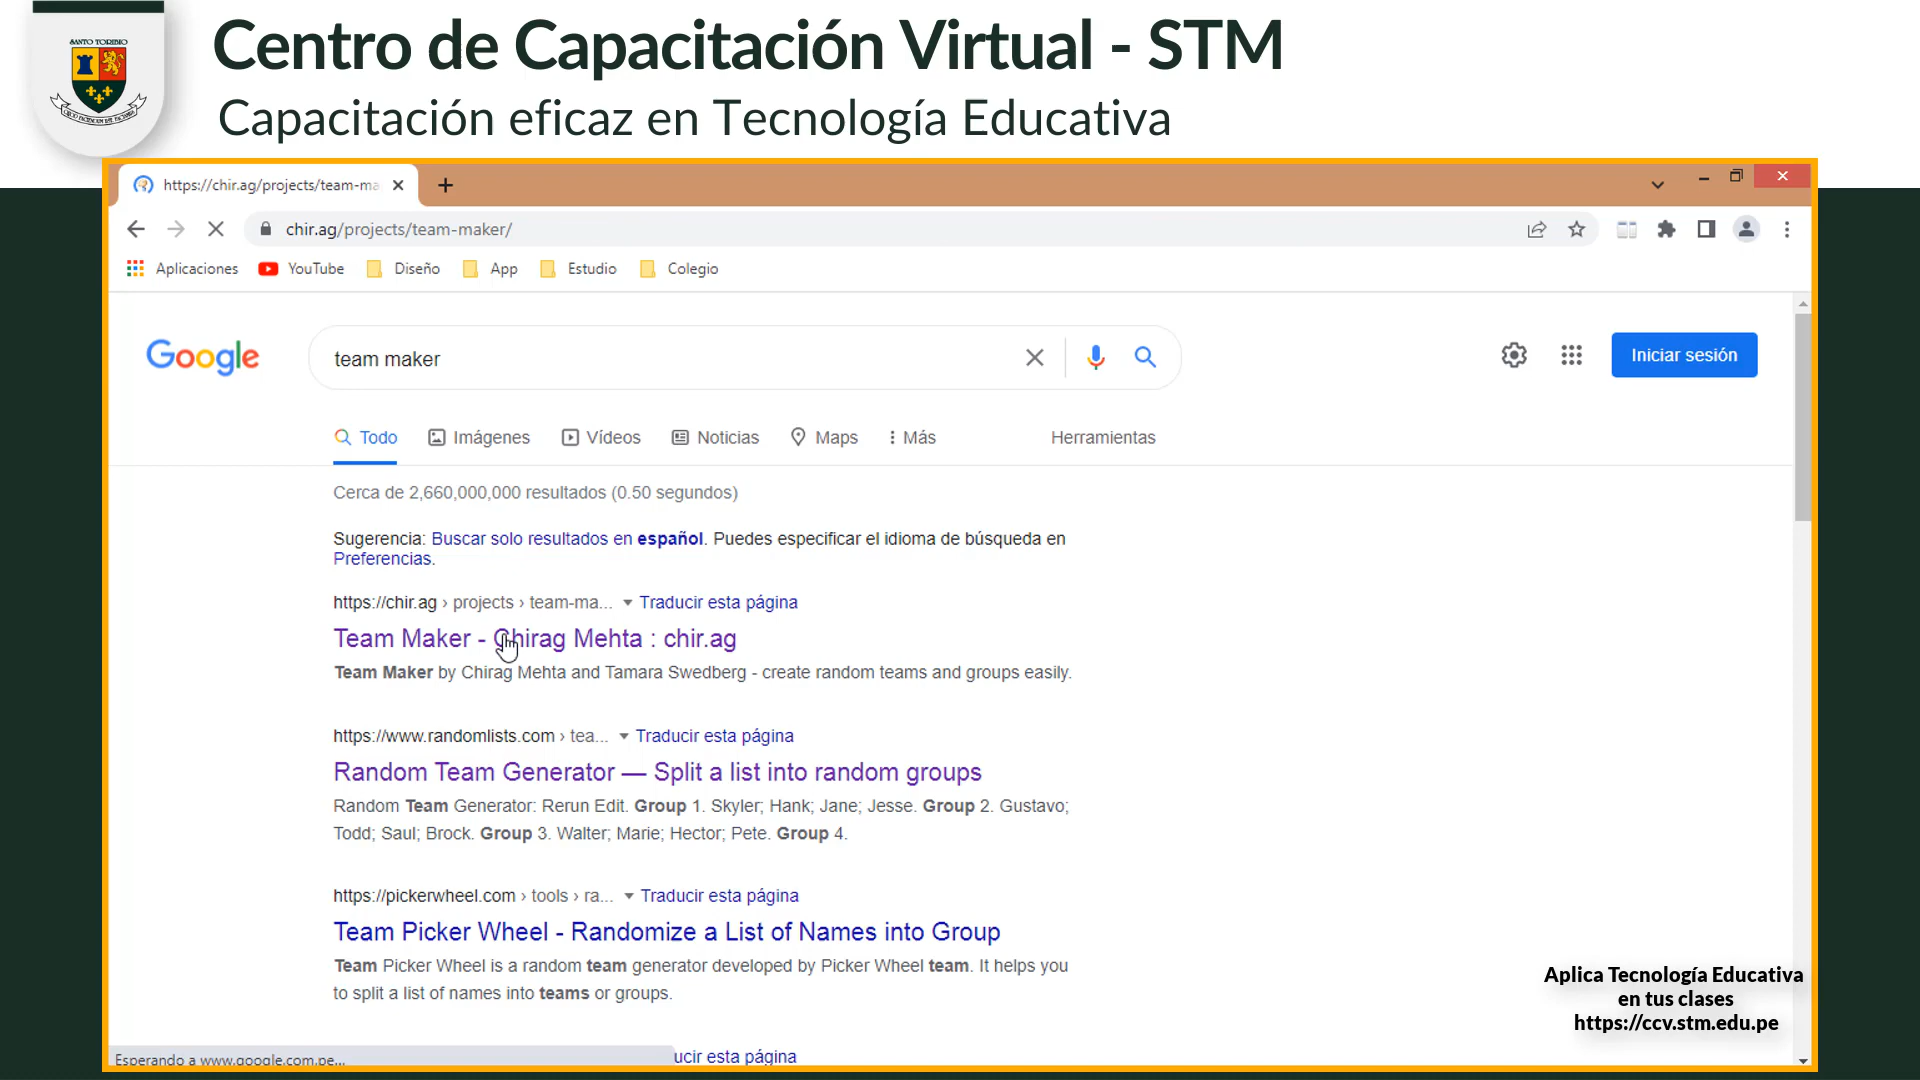 SANTO TORIBIO
Centro de Capacitación Virtual - STM
Capacitación eficaz en Tecnología Educativa
https://chir.ag/projects/team-ma
chir.ag/projects/team-maker/
Aplicaciones YouTube Diseño App Estudio Colegio
Google team maker Iniciar sesión
Todo Imágenes Vídeos Noticias Maps Más Herramientas
Cerca de 2,660,000,000 resultados (0.50 segundos)
Sugerencia: Buscar solo resultados en español. Puedes especificar el idioma de búsqueda en
Preferencias.
https://chir.ag › projects › team-ma... Traducir esta página
Team Maker - Chirag Mehta : chir.ag
Team Maker by Chirag Mehta and Tamara Swedberg - create random teams and groups easily.
https://www.randomlists.com › tea... Traducir esta página
Random Team Generator — Split a list into random groups
Random Team Generator: Rerun Edit. Group 1. Skyler; Hank; Jane; Jesse. Group 2. Gustavo;
Todd; Saul; Brock. Group 3. Walter; Marie; Hector; Pete. Group 4.
https://pickerwheel.com › tools › ra... Traducir esta página
Team Picker Wheel - Randomize a List of Names into Group
Team Picker Wheel is a random team generator developed by Picker Wheel team. It helps you
to split a list of names into teams or groups.
Aplica Tecnología Educativa
en tus clases
https://ccv.stm.edu.pe
Esperando a www.google.com.pe... ucir esta página